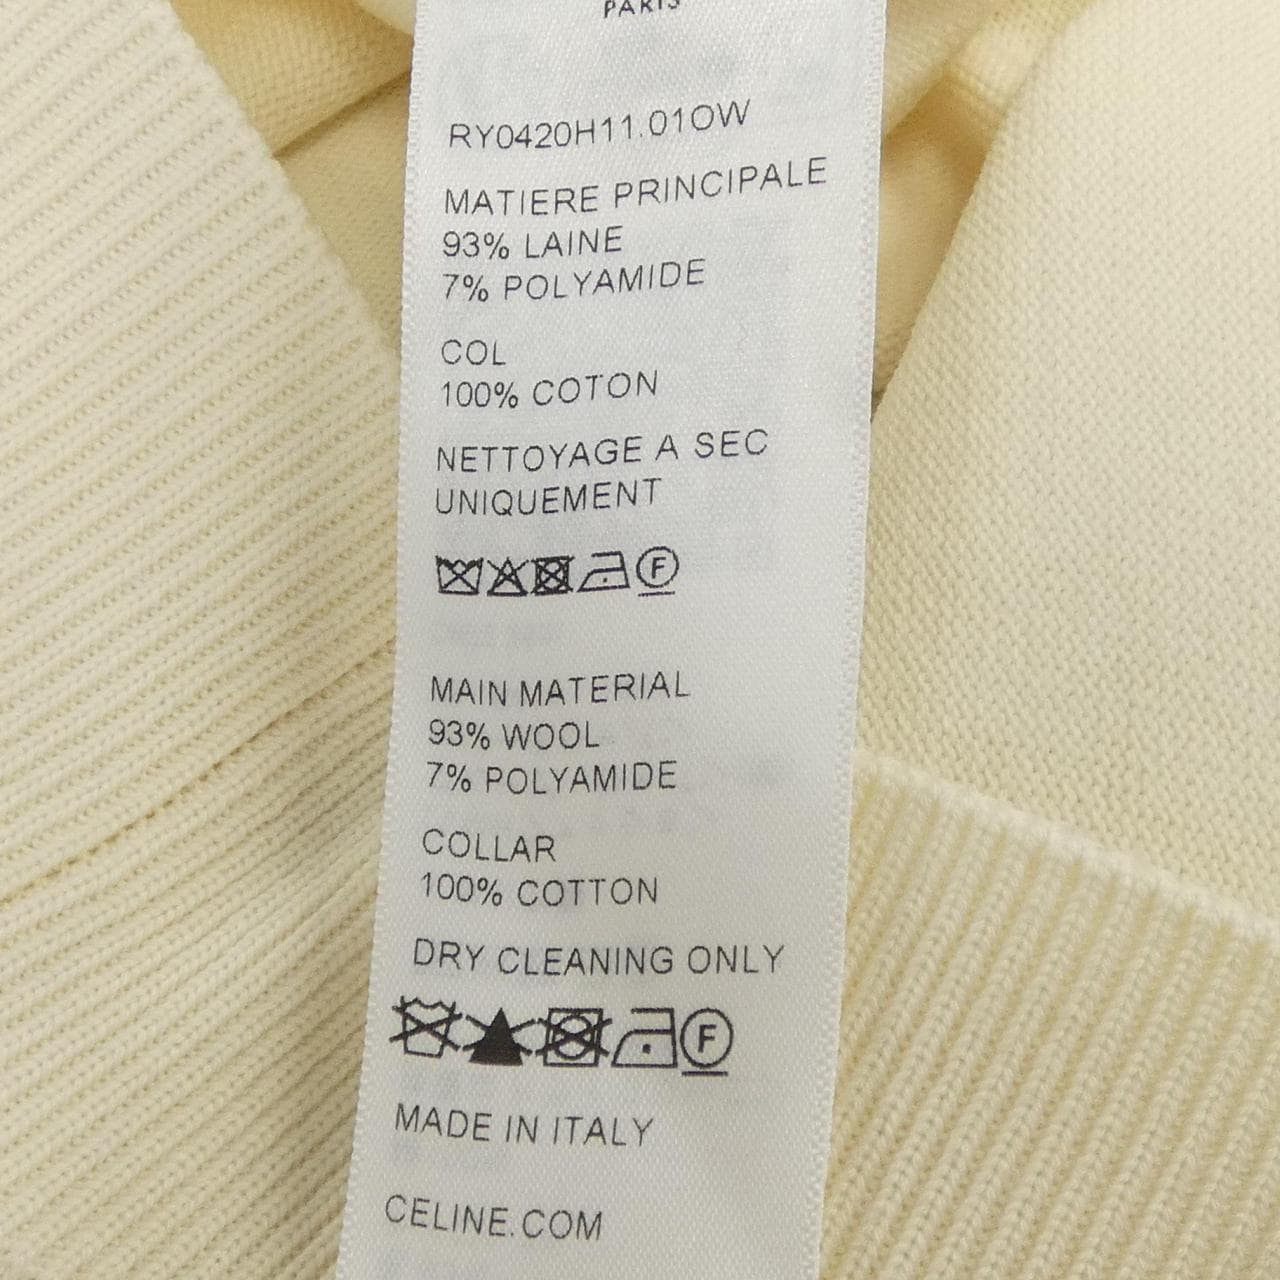 PARIS
RY0420H11.01OW
MATIERE PRINCIPALE
93% LAINE
7% POLYAMIDE
COL
100% COTON
NETTOYAGE A SEC
UNIQUEMENT
F
MAIN MATERIAL
93% WOOL
7% POLYAMIDE
COLLAR
100% COTTON
DRY CLEANING ONLY
F
MADE IN ITALY
CELINE.COM